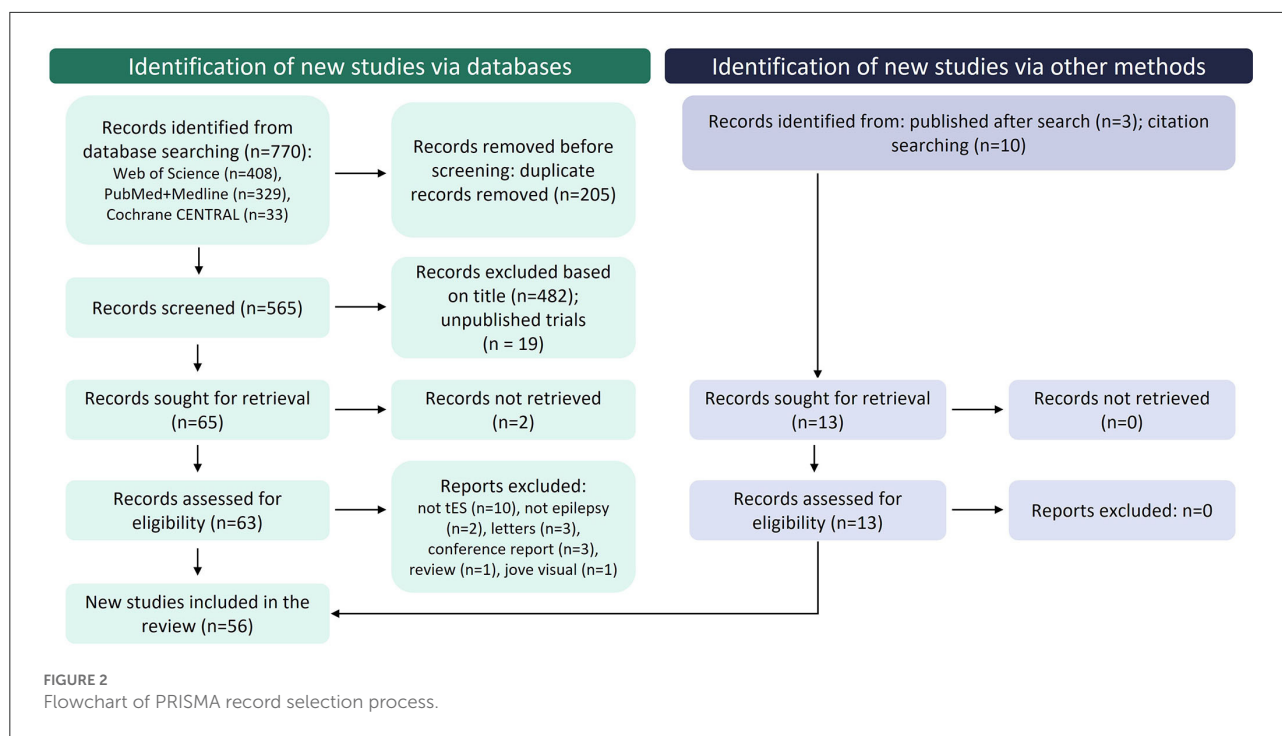 Identification of new studies via databases
Records identified from
database searching (n=770):
Web of Science (n=408),
PubMed+Medline (n=329),
Cochrane CENTRAL (n=33)
Records removed before
screening: duplicate
records removed (n=205)
Records screened (n=565)
Records excluded based
on title (n=482);
unpublished trials
(n = 19)
Records sought for retrieval
(n=65)
Records not retrieved
(n=2)
Records assessed for
eligibility (n=63)
Reports excluded:
not tES (n=10), not epilepsy
(n=2), letters (n=3),
conference report (n=3),
review (n=1), jove visual (n=1)
New studies included in the
review (n=56)
Identification of new studies via other methods
Records identified from: published after search (n=3); citation
searching (n=10)
Records sought for retrieval
(n=13)
Records not retrieved
(n=0)
Records assessed for
eligibility (n=13)
Reports excluded: n=0
FIGURE 2
Flowchart of PRISMA record selection process.